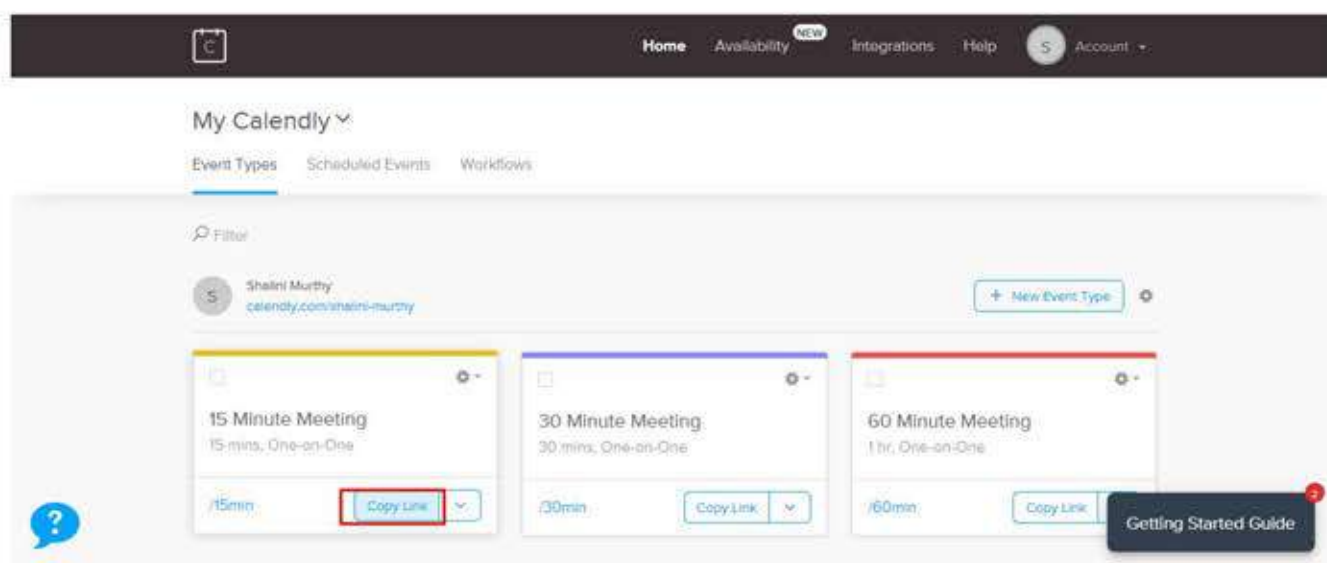 C
Home Availability NEW Integrations Help S Account
My Calendly
Event Types Scheduled Events Workflows
Filter
S Shalini Murthy
calendly.com/shalini-murthy
+ New Event Type
15 Minute Meeting
15 mins, One-on-One
/15min Copy Link
30 Minute Meeting
30 mins, One-on-One
/30min Copy Link
60 Minute Meeting
1 hr, One-on-One
/60min Copy Link
?
2
Getting Started Guide